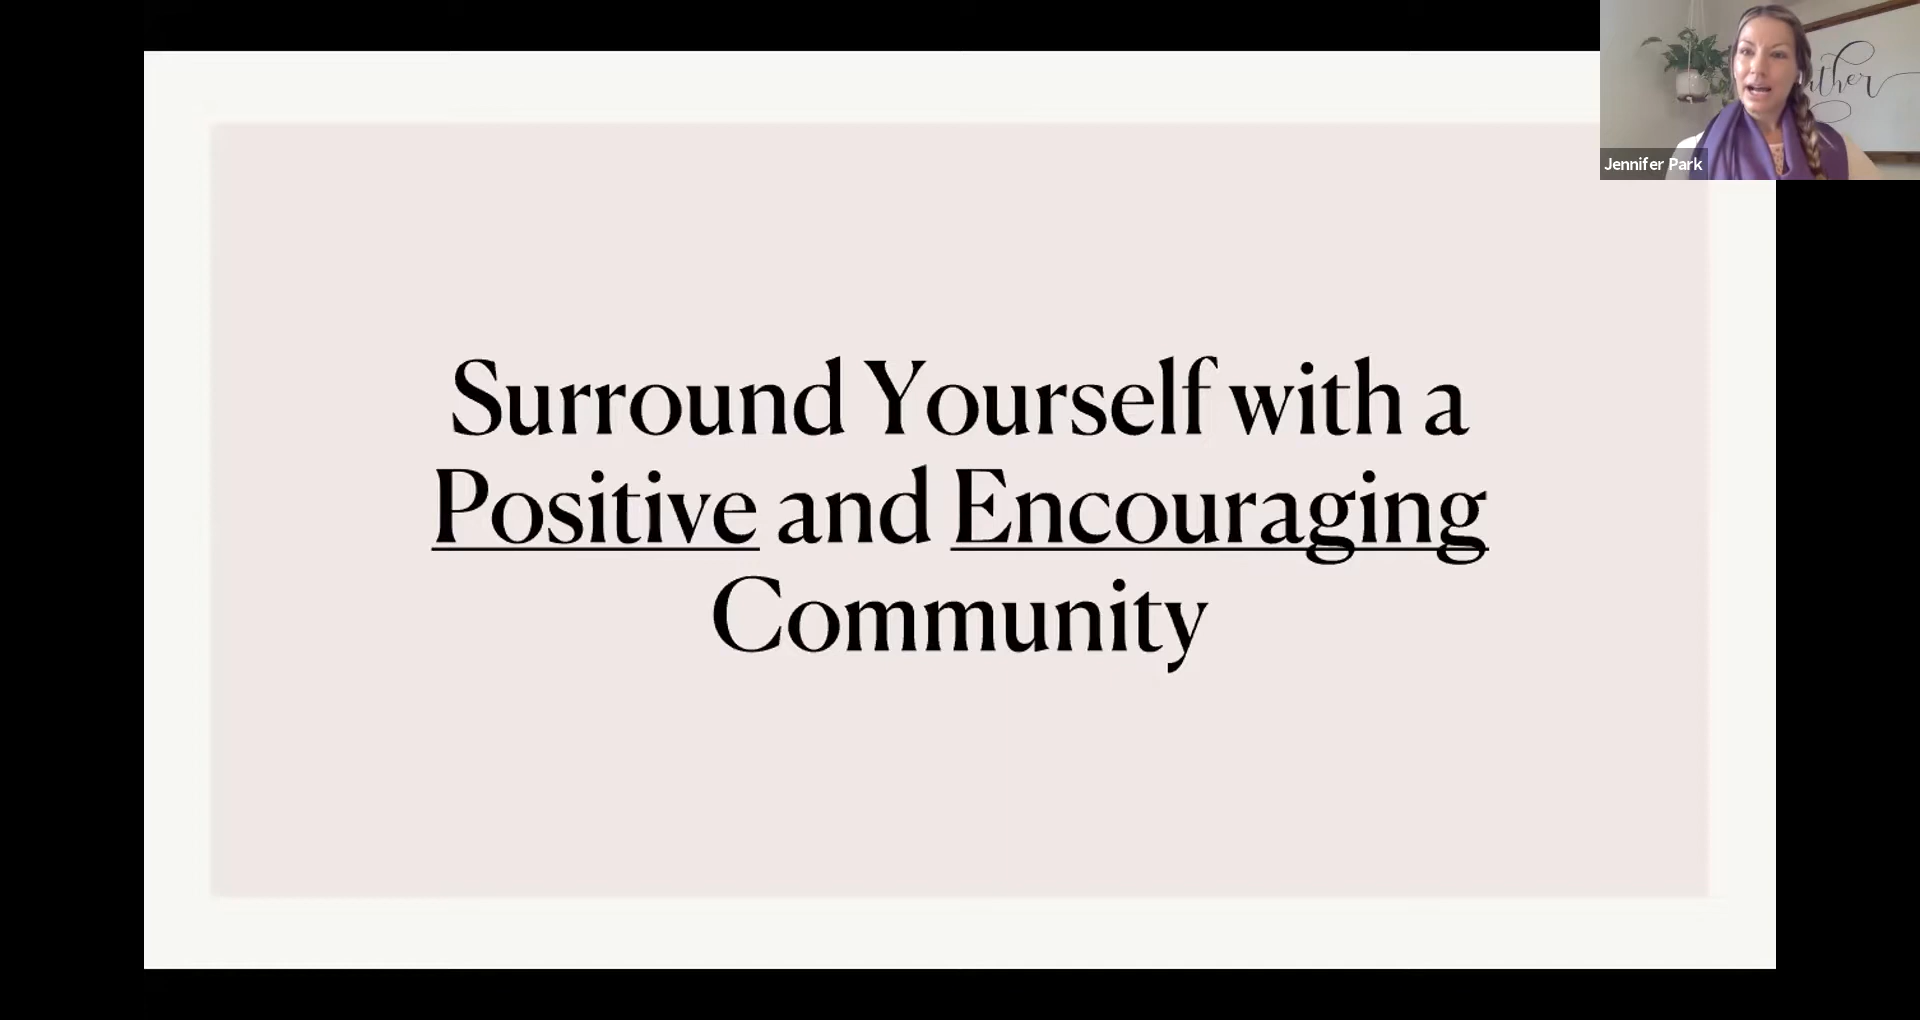 Surround Yourself with a
Positive and Encouraging
Community
Jennifer Park